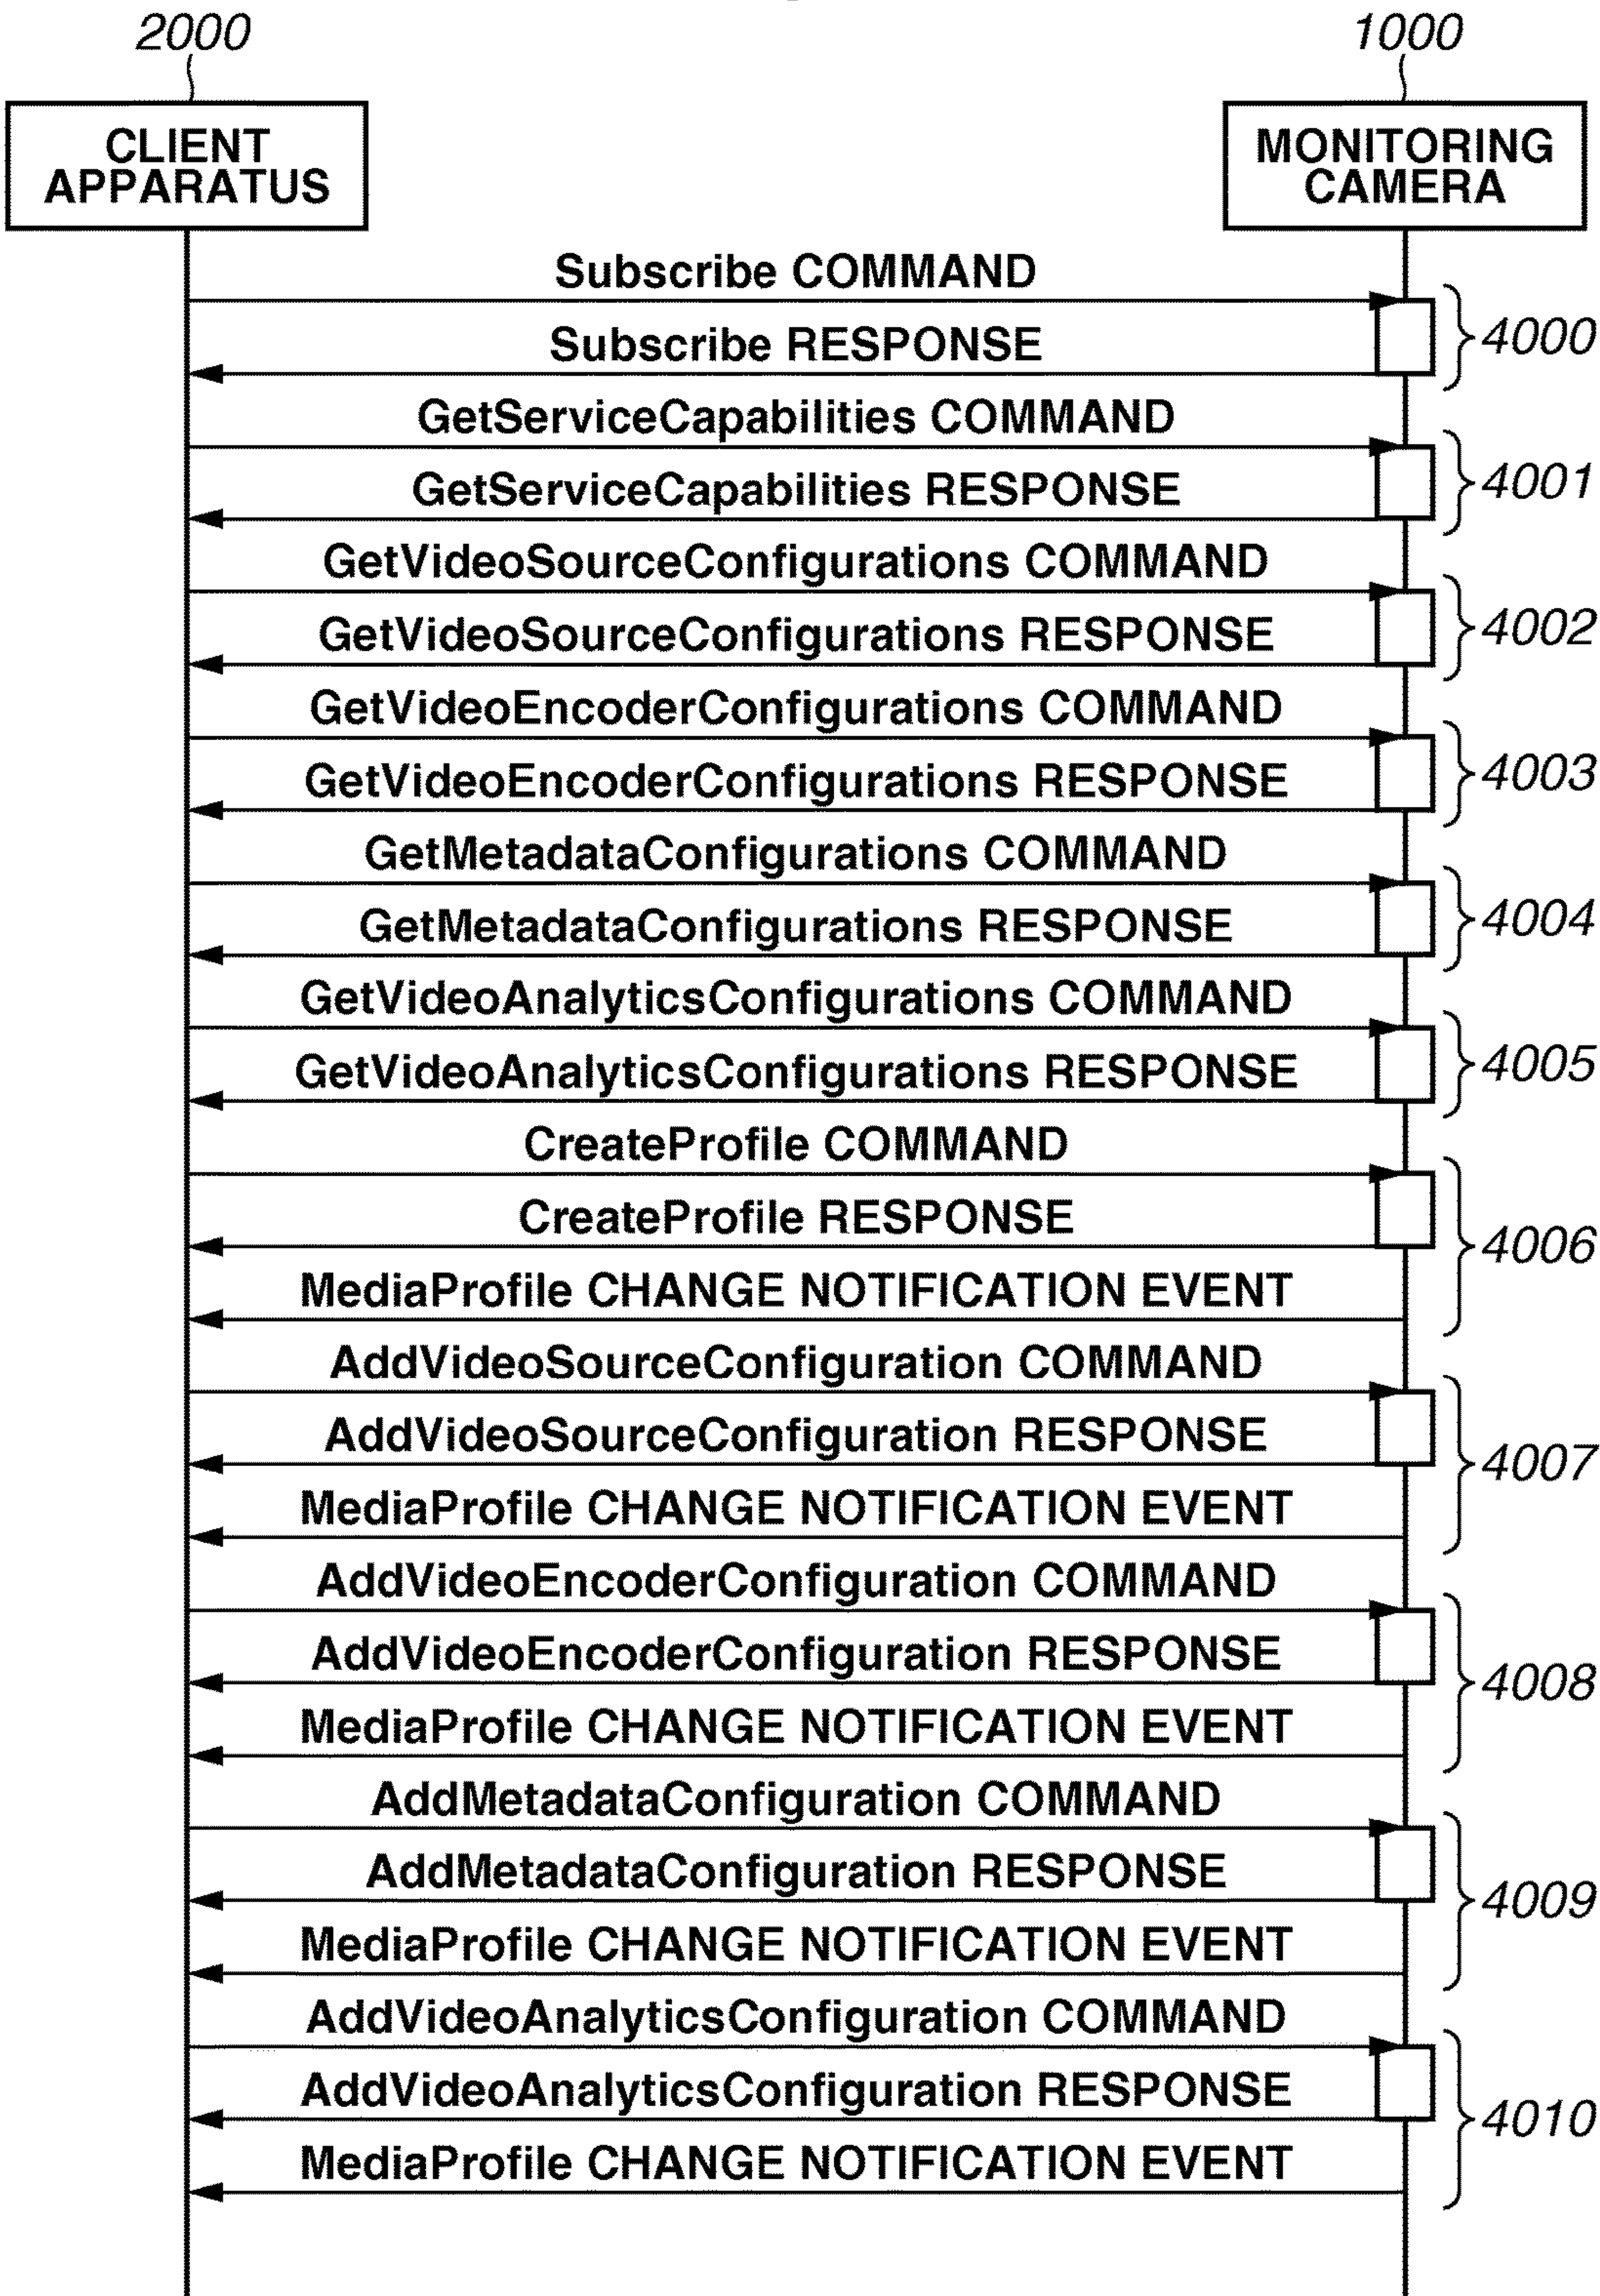 2000
1000
CLIENT
APPARATUS
MONITORING
CAMERA
Subscribe COMMAND
Subscribe RESPONSE
4000
GetServiceCapabilities COMMAND
GetServiceCapabilities RESPONSE
4001
GetVideoSourceConfigurations COMMAND
GetVideoSourceConfigurations RESPONSE
4002
GetVideoEncoderConfigurations COMMAND
GetVideoEncoderConfigurations RESPONSE
4003
GetMetadataConfigurations COMMAND
GetMetadataConfigurations RESPONSE
4004
GetVideoAnalyticsConfigurations COMMAND
GetVideoAnalyticsConfigurations RESPONSE
4005
CreateProfile COMMAND
CreateProfile RESPONSE
MediaProfile CHANGE NOTIFICATION EVENT
4006
AddVideoSourceConfiguration COMMAND
AddVideoSourceConfiguration RESPONSE
MediaProfile CHANGE NOTIFICATION EVENT
4007
AddVideoEncoderConfiguration COMMAND
AddVideoEncoderConfiguration RESPONSE
MediaProfile CHANGE NOTIFICATION EVENT
4008
AddMetadataConfiguration COMMAND
AddMetadataConfiguration RESPONSE
MediaProfile CHANGE NOTIFICATION EVENT
4009
AddVideoAnalyticsConfiguration COMMAND
AddVideoAnalyticsConfiguration RESPONSE
MediaProfile CHANGE NOTIFICATION EVENT
4010